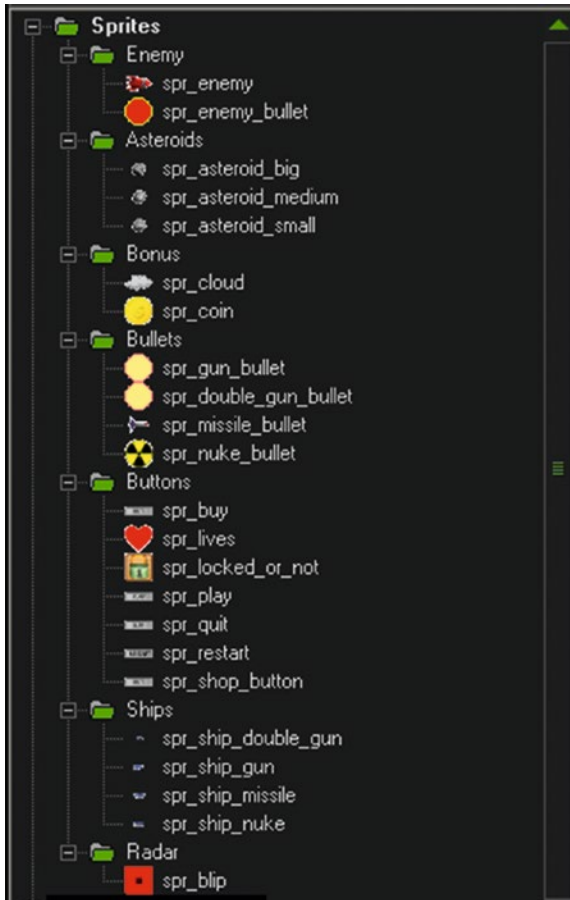 Sprites
Enemy
spr_enemy
spr_enemy_bullet
Asteroids
spr_asteroid_big
spr_asteroid_medium
spr_asteroid_small
Bonus
spr_cloud
spr_coin
Bullets
spr_gun_bullet
spr_double_gun_bullet
spr_missile_bullet
spr_nuke_bullet
Buttons
spr_buy
spr_lives
spr_locked_or_not
spr_play
spr_quit
spr_restart
spr_shop_button
Ships
spr_ship_double_gun
spr_ship_gun
spr_ship_missile
spr_ship_nuke
Radar
spr_blip